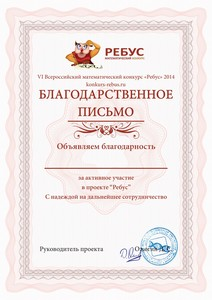 РЕБУС
МАТЕМАТИЧЕСКИЙ КОНКУРС
VI Всероссийский математический конкурс «Ребус» 2014
konkurs-rebus.ru
БЛАГОДАРСТВЕННОЕ
ПИСЬМО
Объявляем благодарность
за активное участие
в проекте "Ребус"
С надеждой на дальнейшее сотрудничество
Руководитель проекта